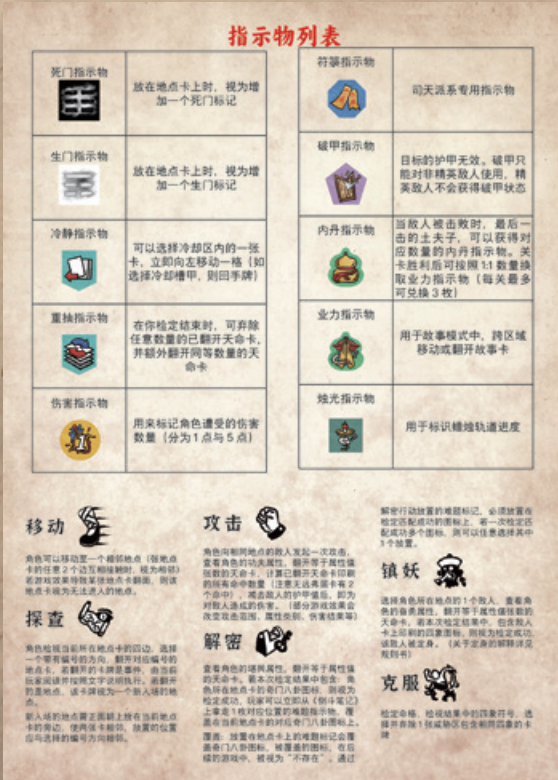 指示物列表
死门指示物
放在地点卡上时，视为增
加一个死门标记
生门指示物
放在地点卡上时，视为增
加一个生门标记
冷静指示物
可以选择冷却区内的一张
卡，立即向左移动一格（如
选择冷却槽甲，则回手牌）
重抽指示物
在你检定结束时，可弃除
任意数量的已翻开天命卡，
并额外翻开同等数量的天
命卡
伤害指示物
用来标记角色遭受的伤害
数量（分为1点与5点）
符箓指示物
司天派系专用指示物
破甲指示物
目标的护甲无效。破甲只
能对非精英敌人使用，精
英敌人不会获得破甲状态
内丹指示物
当敌人被击败时，最后一
击的土夫子，可以获得对
应数量的内丹指示物。关
卡胜利后可按照1:1数量换
取业力指示物（每关最多
可兑换3枚）
业力指示物
用于故事模式中，跨区域
移动或翻开故事卡
烛光指示物
用于标识蜡烛轨道进度
移动
角色可以移动至一个相邻地点（张地点
卡的任意2个边互相接触时，视为相邻）
若游戏效果导致某张地点卡翻面，则该
地点卡视为无法进入的地点。
探查
角色检视当前所在地点卡的四边，选择
一个带有编号的方向，翻开对应编号的
地点卡。若翻开的卡牌是事件，由当前
玩家阅读并按照文字说明执行。若翻开
的是地点，该卡牌视为一个新入场的地
点。
新入场的地点需正面朝上放在当前地点
卡的旁边，使两张卡相邻，放置的位置
应与选择的编号方向相邻。
攻击
角色向相同地点的敌人发起一次攻击。
查看角色的功夫属性，翻开等于属性值
张数的天命卡，计算已翻开天命卡印刷
的所有命中数量（注意无活弗震卡有2
个命中），减去敌人的护甲值后，即为
对敌人造成的伤害。（部分游戏效果会
改变攻击范围、属性类别、伤害结果等）
解密
查看角色的堪舆属性，翻开等于属性值
的天命卡。若本次检定结果中包含：角
色所在地点卡的奇门八卦图标，则视为
检定成功，玩家可以立即从《倒斗笔记》
上拿走1枚对应位置的难题指示物，覆
盖在当前地点卡的对应奇门八卦图标上。
覆盖：放置在地点卡上的难题标记会覆
盖奇门八卦图标，被覆盖的图标，在后
续的游戏中，被视为“不存在”。通过
解密行动放置的难题标记，必须放置在
检定匹配成功的图标上，若一次检定匹
配成功多个图标，则可以任意选择其中
1个放置。
镇妖
选择角色所在地点的1个敌人，查看角
色的奋勇属性，翻开等于属性值张数的
天命卡，若本次检定结果中，包含敌人
卡上印刷的四象图标，则视为检定成功，
该敌人被定身。（关于定身的解释详见
规则书）
克服
检定命格，检视结果中的四象符号，选
择并弃除1张威胁区包含相同四象的卡
牌